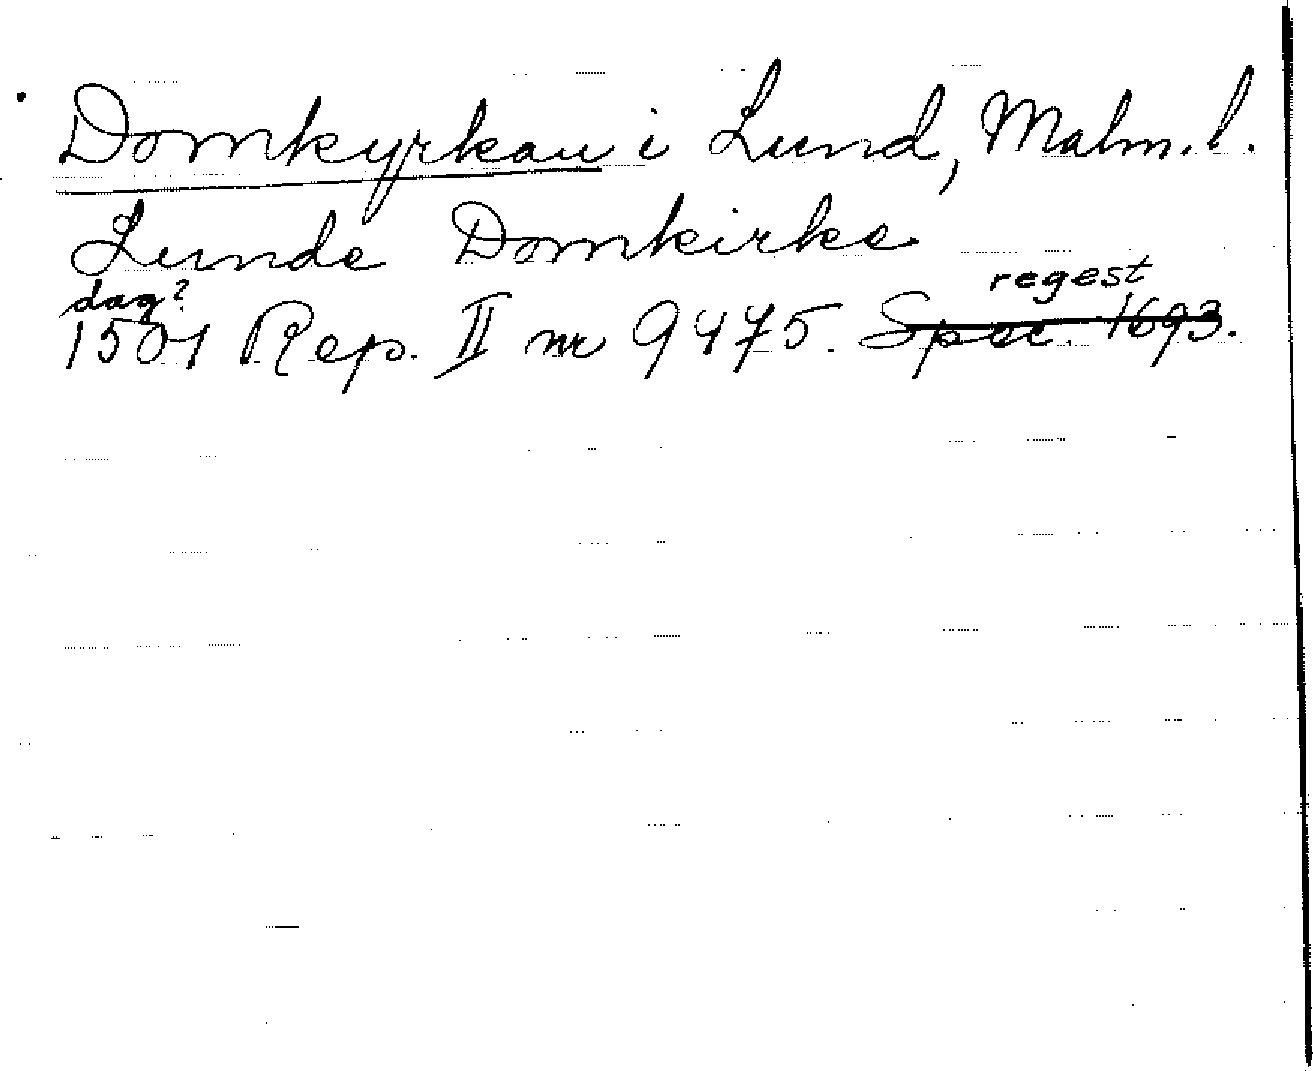 Domkyrkan i Lund, Malm.l.
Lunde Domkirke
dag? regest
1501 Rep. II nr 9475. Spec. 1693.